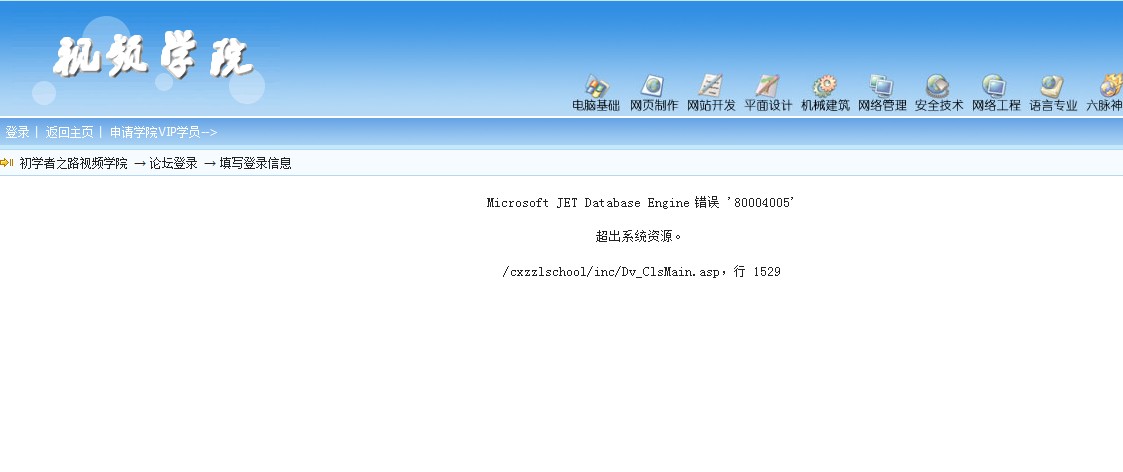 视频学院
电脑基础 网页制作 网站开发 平面设计 机械建筑 网络管理 安全技术 网络工程 语言专业 六脉神
登录 | 返回主页 | 申请学院VIP学员-->
初学者之路视频学院 → 论坛登录 → 填写登录信息
Microsoft JET Database Engine 错误 '80004005'
超出系统资源。
/cxzzlschool/inc/Dv_ClsMain.asp，行 1529